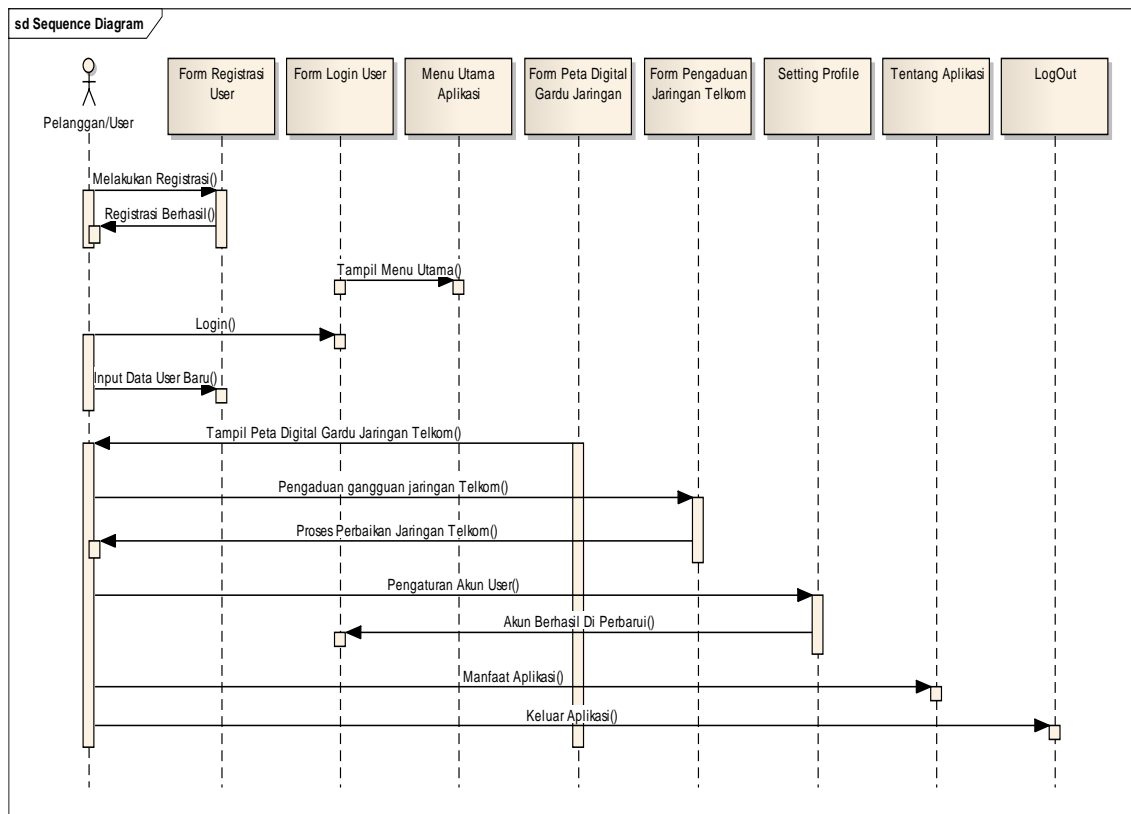 sd Sequence Diagram
Pelanggan/User
Form Registrasi
User
Form Login User
Menu Utama
Aplikasi
Form Peta Digital
Gardu Jaringan
Form Pengaduan
Jaringan Telkom
Setting Profile
Tentang Aplikasi
LogOut
Melakukan Registrasi()
Registrasi Berhasil()
Tampil Menu Utama()
Login()
Input Data User Baru()
Tampil Peta Digital Gardu Jaringan Telkom()
Pengaduan gangguan jaringan Telkom()
Proses Perbaikan Jaringan Telkom()
Pengaturan Akun User()
Akun Berhasil Di Perbarui()
Manfaat Aplikasi()
Keluar Aplikasi()